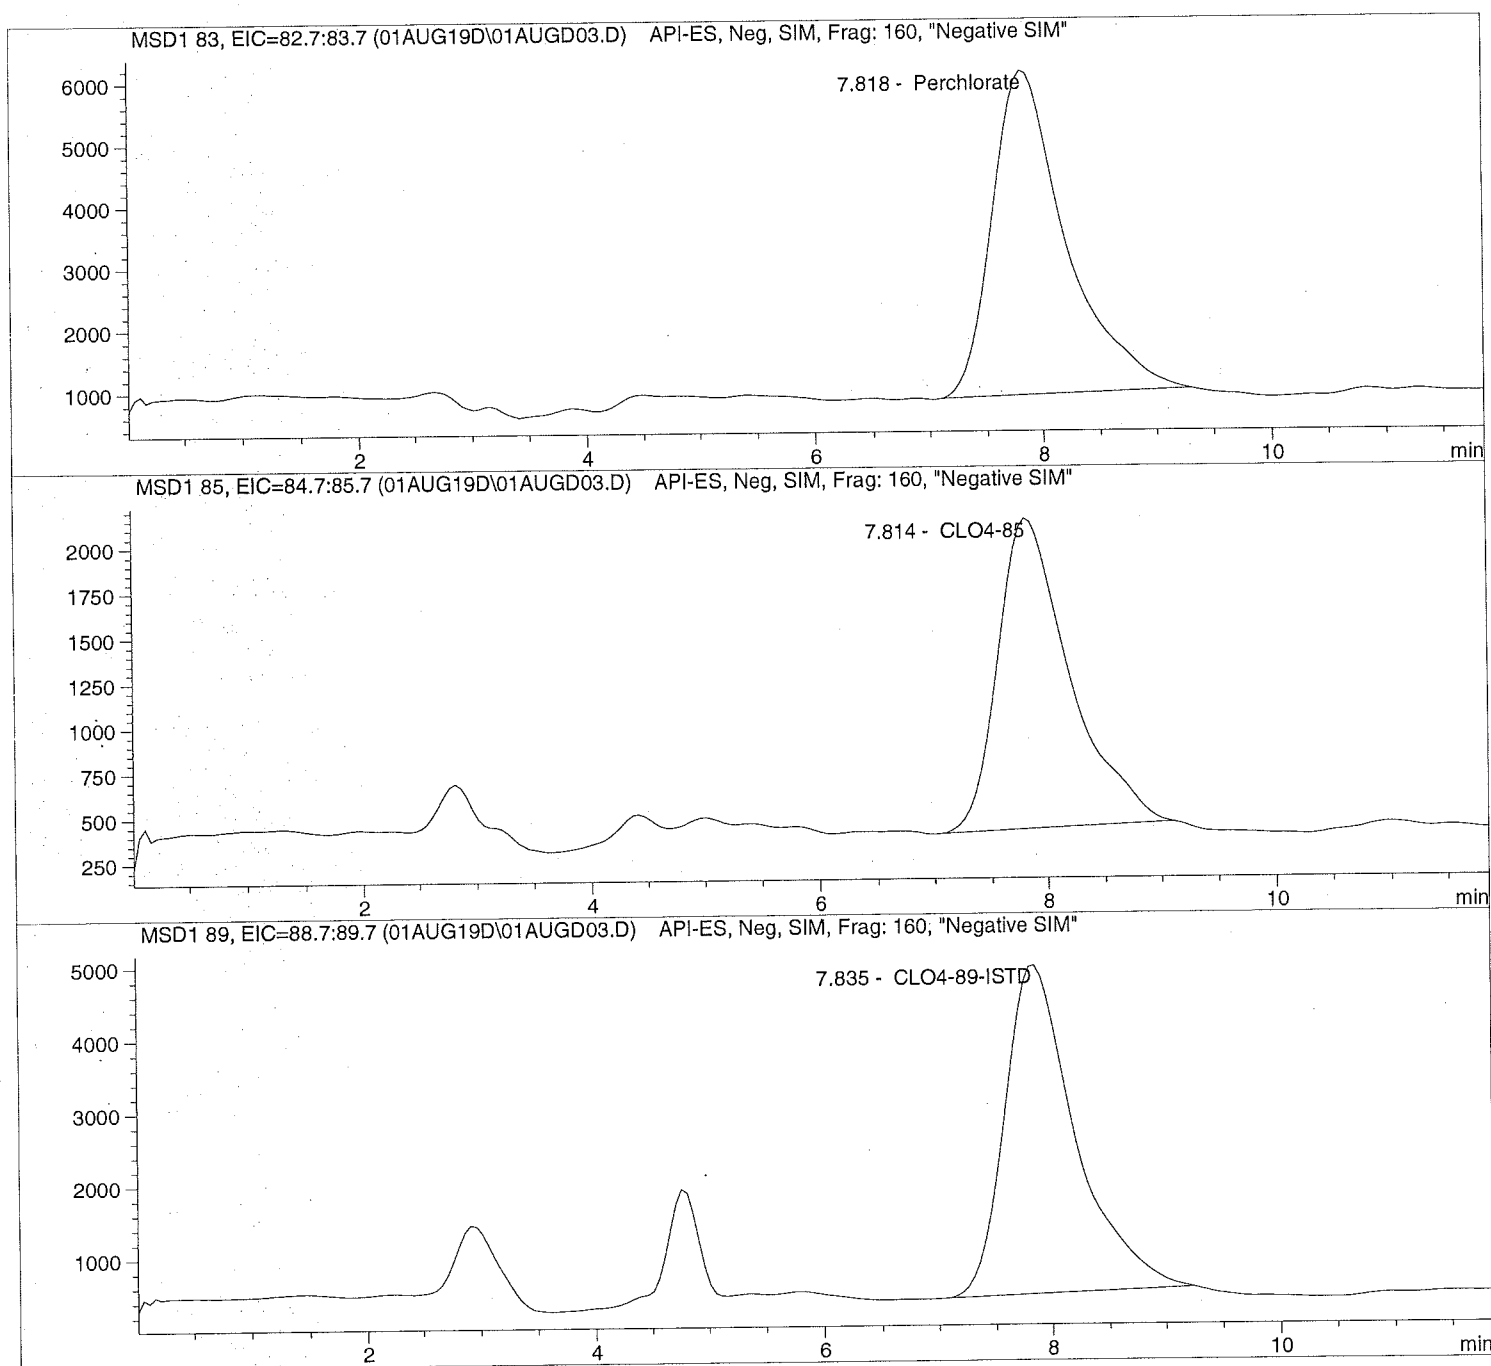 MSD1 83, EIC=82.7:83.7 (01AUG19D\01AUGD03.D) API-ES, Neg, SIM, Frag: 160, "Negative SIM"
7.818 - Perchlorate
6000
5000
4000
3000
2000
1000
2 4 6 8 10 min
MSD1 85, EIC=84.7:85.7 (01AUG19D\01AUGD03.D) API-ES, Neg, SIM, Frag: 160, "Negative SIM"
7.814 - CLO4-85
2000
1750
1500
1250
1000
750
500
250
2 4 6 8 10 min
MSD1 89, EIC=88.7:89.7 (01AUG19D\01AUGD03.D) API-ES, Neg, SIM, Frag: 160, "Negative SIM"
7.835 - CLO4-89-ISTD
5000
4000
3000
2000
1000
2 4 6 8 10 min